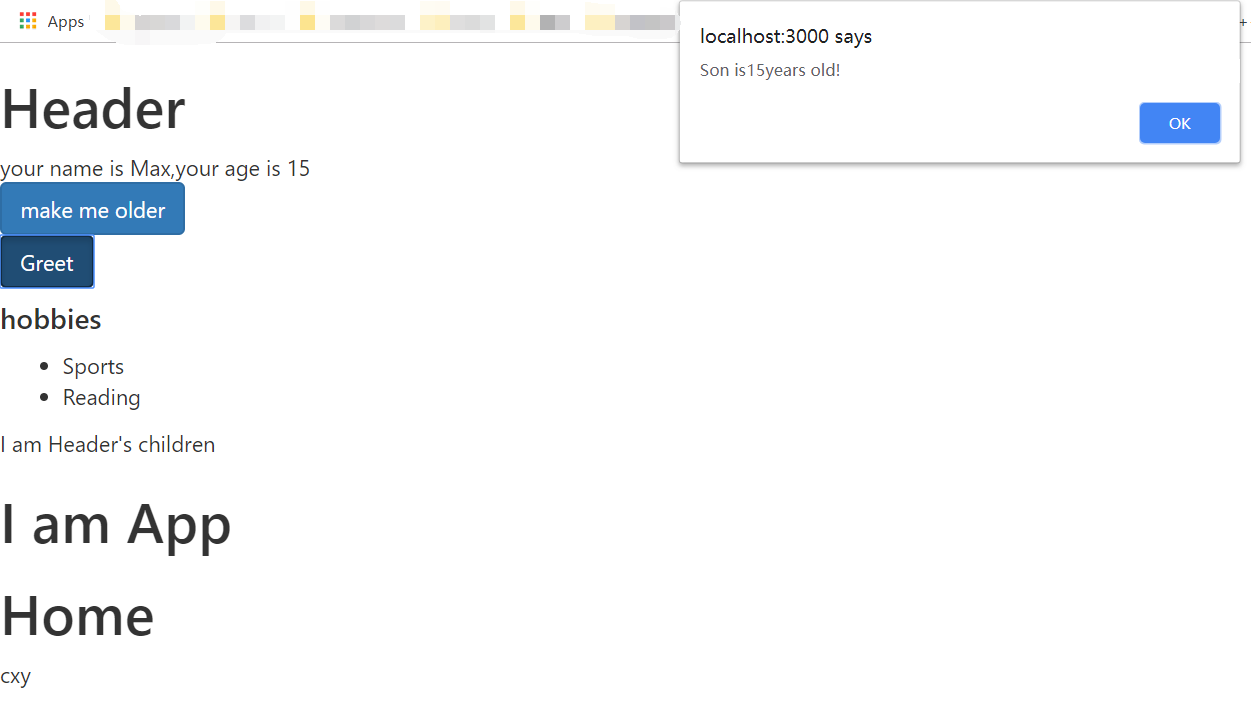 Apps
localhost:3000 says
Son is15years old!
OK
Header
your name is Max,your age is 15
make me older
Greet
hobbies
Sports
Reading
I am Header's children
I am App
Home
cxy